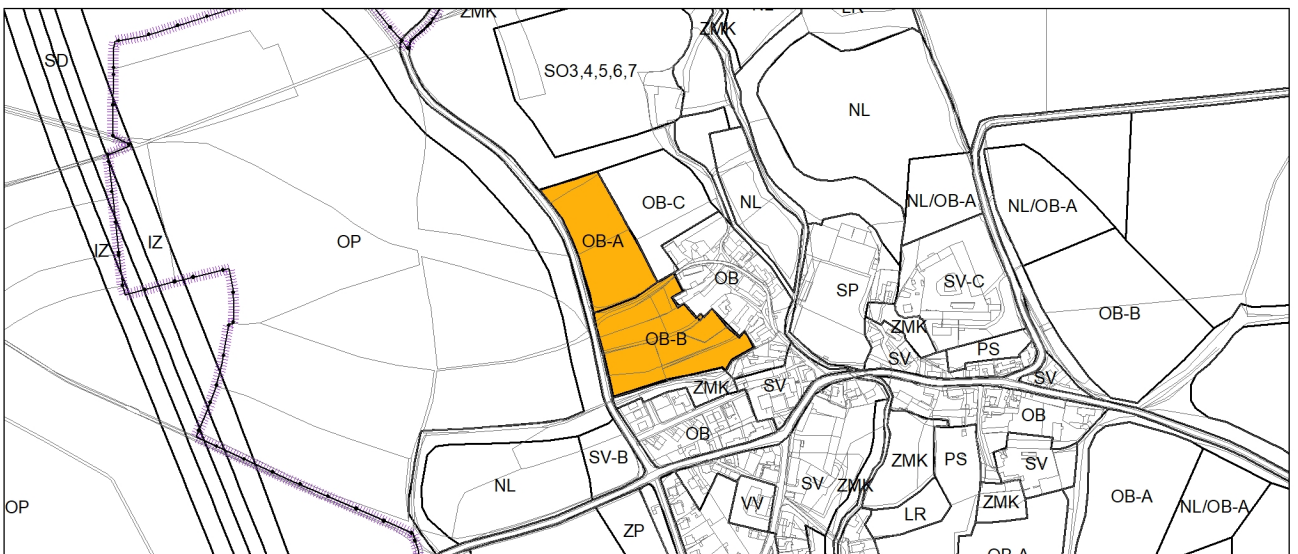 ZMK
LR
ZMK
SD
SO3,4,5,6,7
NL
OB-C
NL
NL/OB-A
NL/OB-A
OB-A
OP
IZ
IZ
OB
SP
SV-C
OB-B
OB-B
ZMK
PS
SV
SV
ZMK
SV
OB
OB
SV-B
NL
SV
ZMK
ZMK
PS
SV
VV
ZMK
OB-A
NL/OB-A
OP
LR
ZP
OB-A